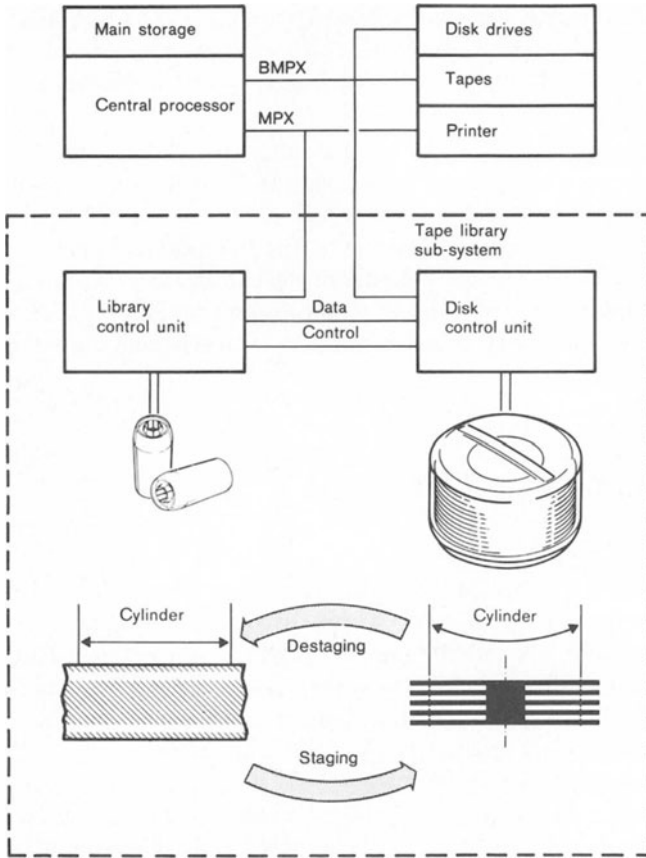 Main storage
Disk drives
BMPX
Tapes
Central processor
MPX
Printer
Tape library
sub-system
Library
control unit
Data
Control
Disk
control unit
Cylinder
Destaging
Cylinder
Staging